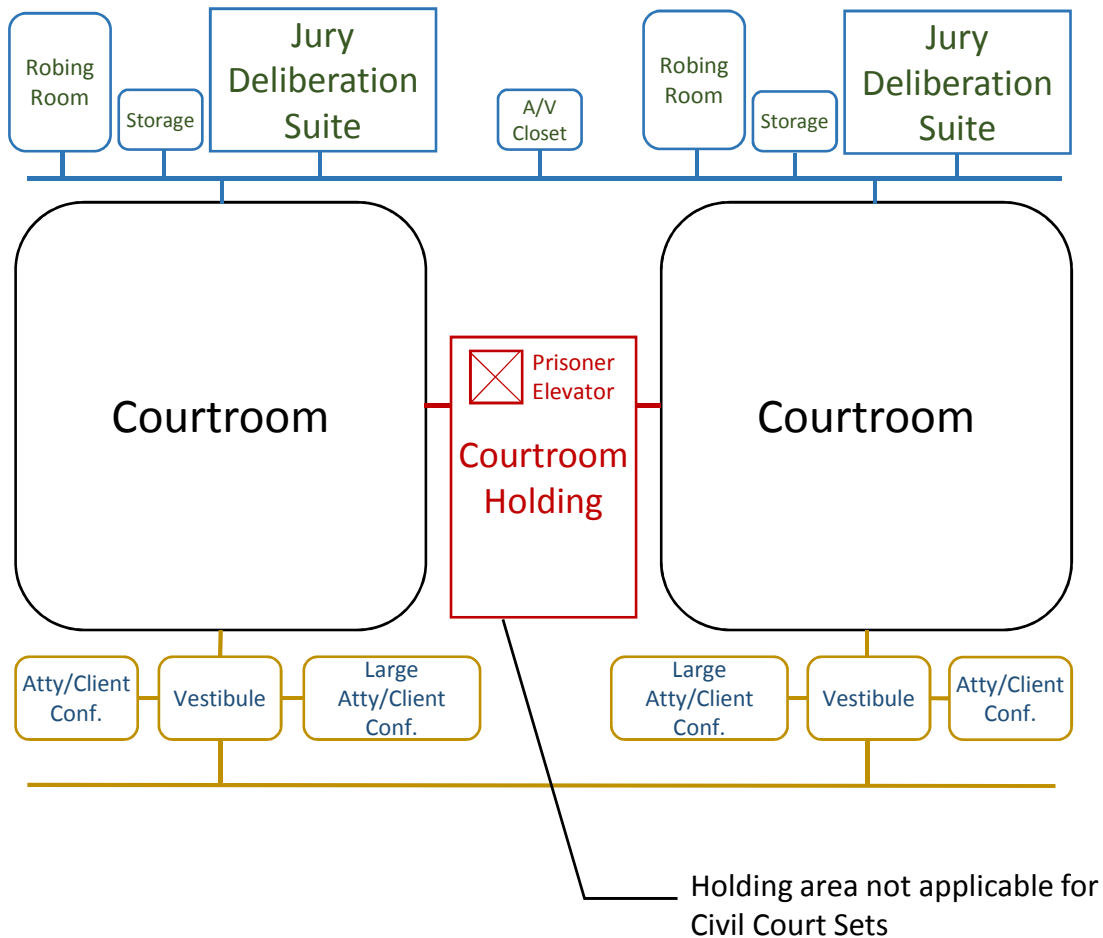 Robing
Room
Storage
Jury
Deliberation
Suite
A/V
Closet
Robing
Room
Storage
Jury
Deliberation
Suite
Courtroom
Prisoner
Elevator
Courtroom
Holding
Courtroom
Atty/Client
Conf.
Vestibule
Large
Atty/Client
Conf.
Large
Atty/Client
Conf.
Vestibule
Atty/Client
Conf.
Holding area not applicable for
Civil Court Sets